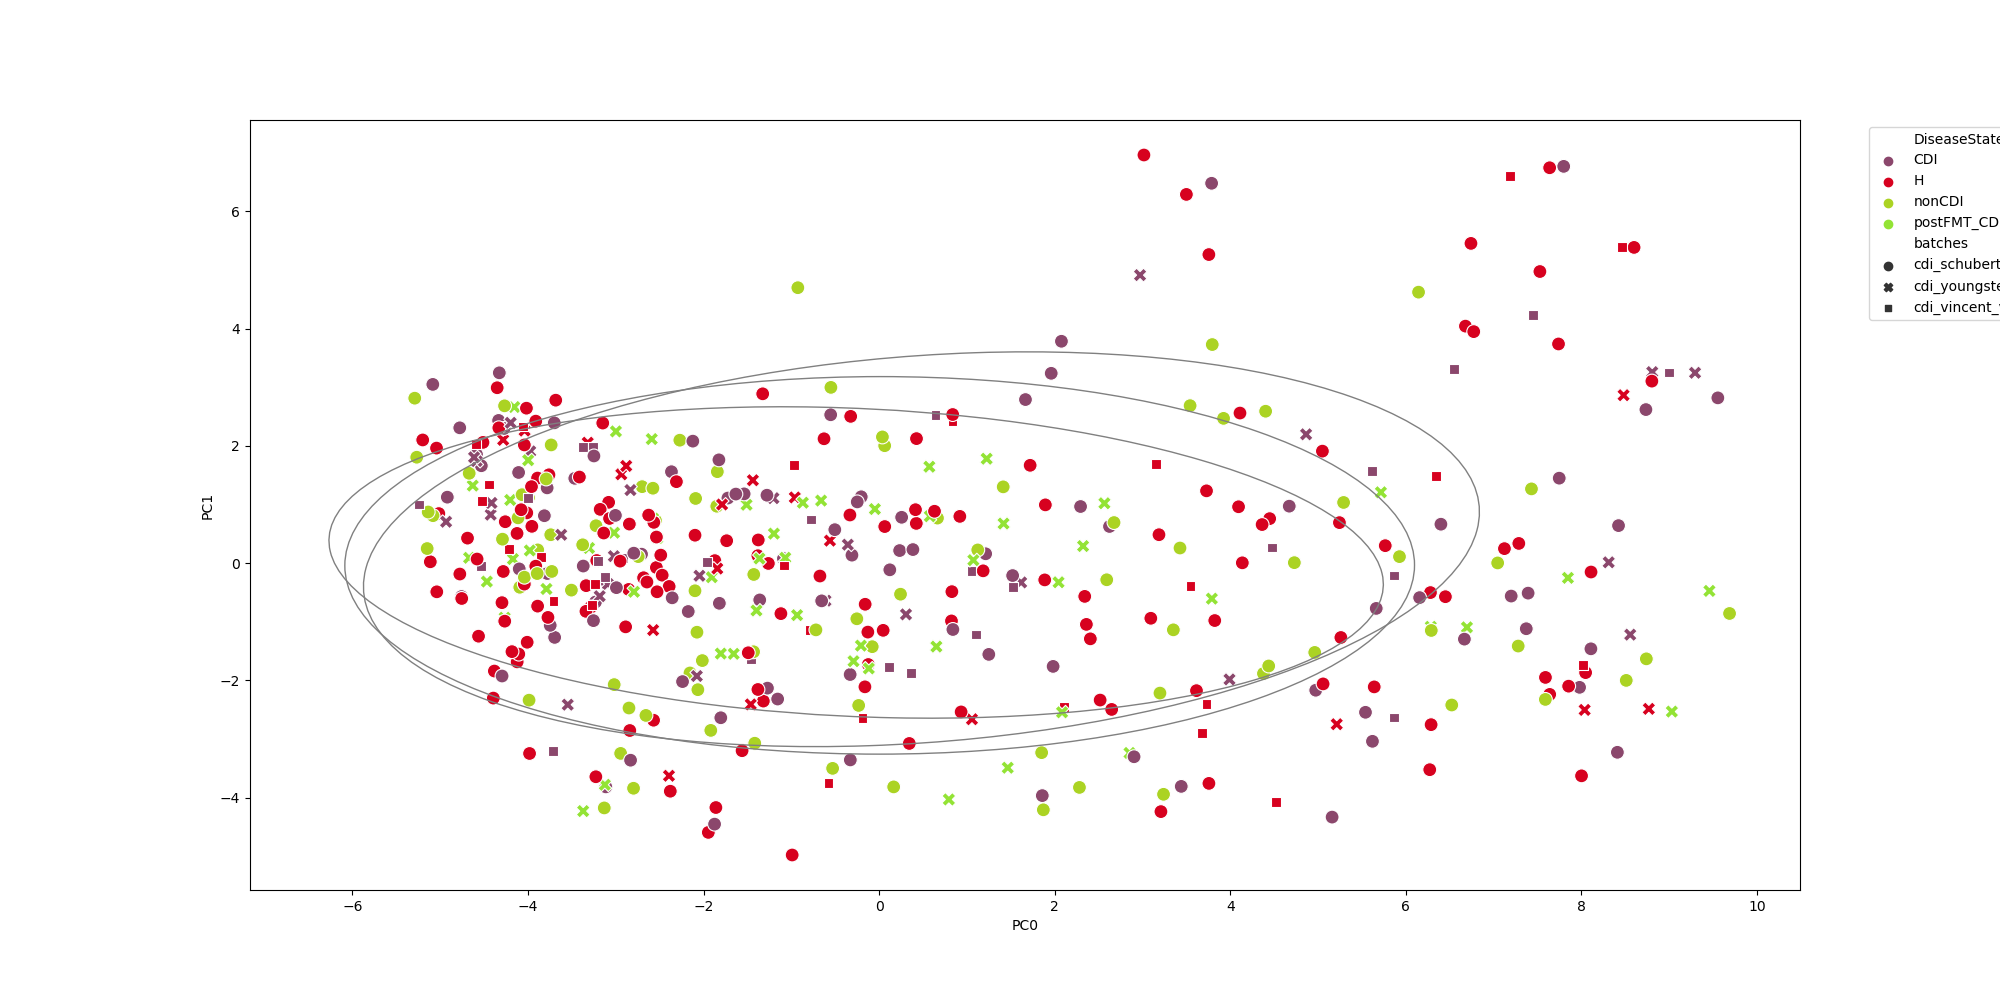 DiseaseState
CDI
H
nonCDI
postFMT_CD
batches
cdi_schubert
cdi_youngste
cdi_vincent_
6
4
2
0
−2
−4
PC1
−6
−4
−2
0
2
4
6
8
10
PC0